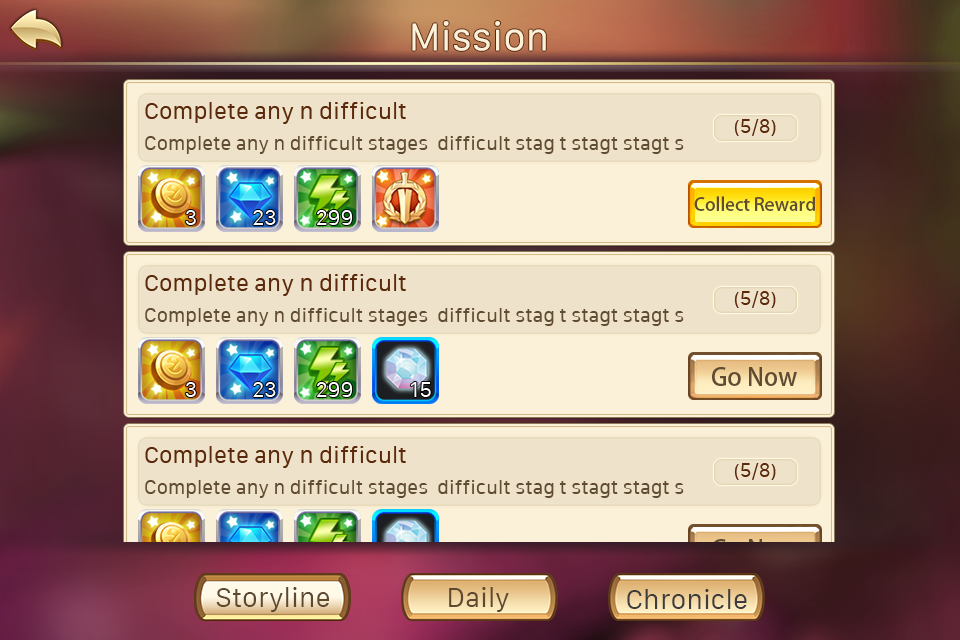 Mission
Complete any n difficult
Complete any n difficult stages difficult stag t stagt stagt s
(5/8)
3
23
299
Collect Reward
Complete any n difficult
Complete any n difficult stages difficult stag t stagt stagt s
(5/8)
3
23
299
15
Go Now
Complete any n difficult
Complete any n difficult stages difficult stag t stagt stagt s
(5/8)
Storyline
Daily
Chronicle